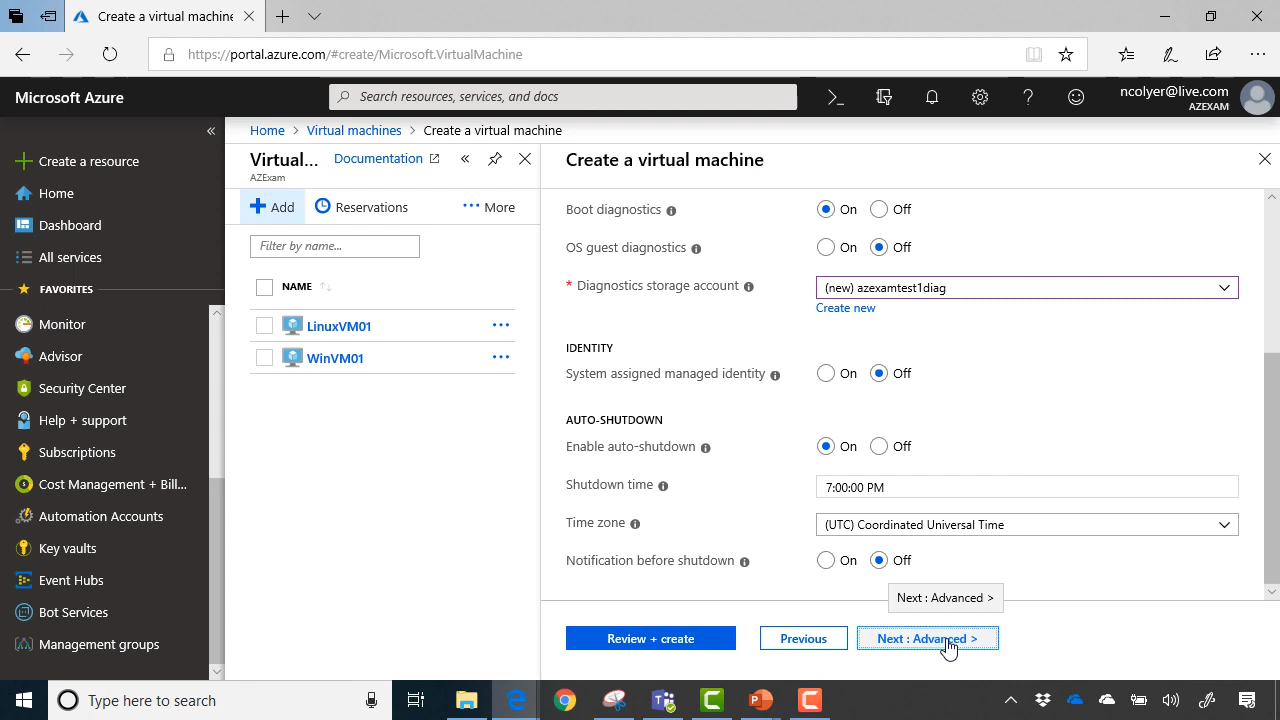 Create a virtual machine
https://portal.azure.com/#create/Microsoft.VirtualMachine
Microsoft Azure
Search resources, services, and docs
ncolyer@live.com
AZEXAM
Create a resource
Home
Dashboard
All services
FAVORITES
Monitor
Advisor
Security Center
Help + support
Subscriptions
Cost Management + Bill...
Automation Accounts
Key vaults
Event Hubs
Bot Services
Management groups
Home > Virtual machines > Create a virtual machine
Virtual... Documentation
AZExam
Add Reservations ··· More
Filter by name...
NAME
LinuxVM01 ···
WinVM01 ···
Create a virtual machine
Boot diagnostics On Off
OS guest diagnostics On Off
* Diagnostics storage account (new) azexamtest1diag
Create new
IDENTITY
System assigned managed identity On Off
AUTO-SHUTDOWN
Enable auto-shutdown On Off
Shutdown time 7:00:00 PM
Time zone (UTC) Coordinated Universal Time
Notification before shutdown On Off
Next : Advanced >
Review + create Previous Next : Advanced >
Type here to search